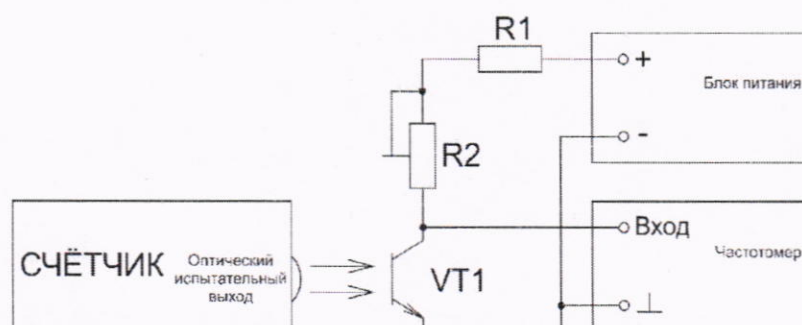 R1
+
Блок питания
-
R2
Вход
Частотомер
СЧЁТЧИК
Оптический
испытательный
выход
VT1
⊥